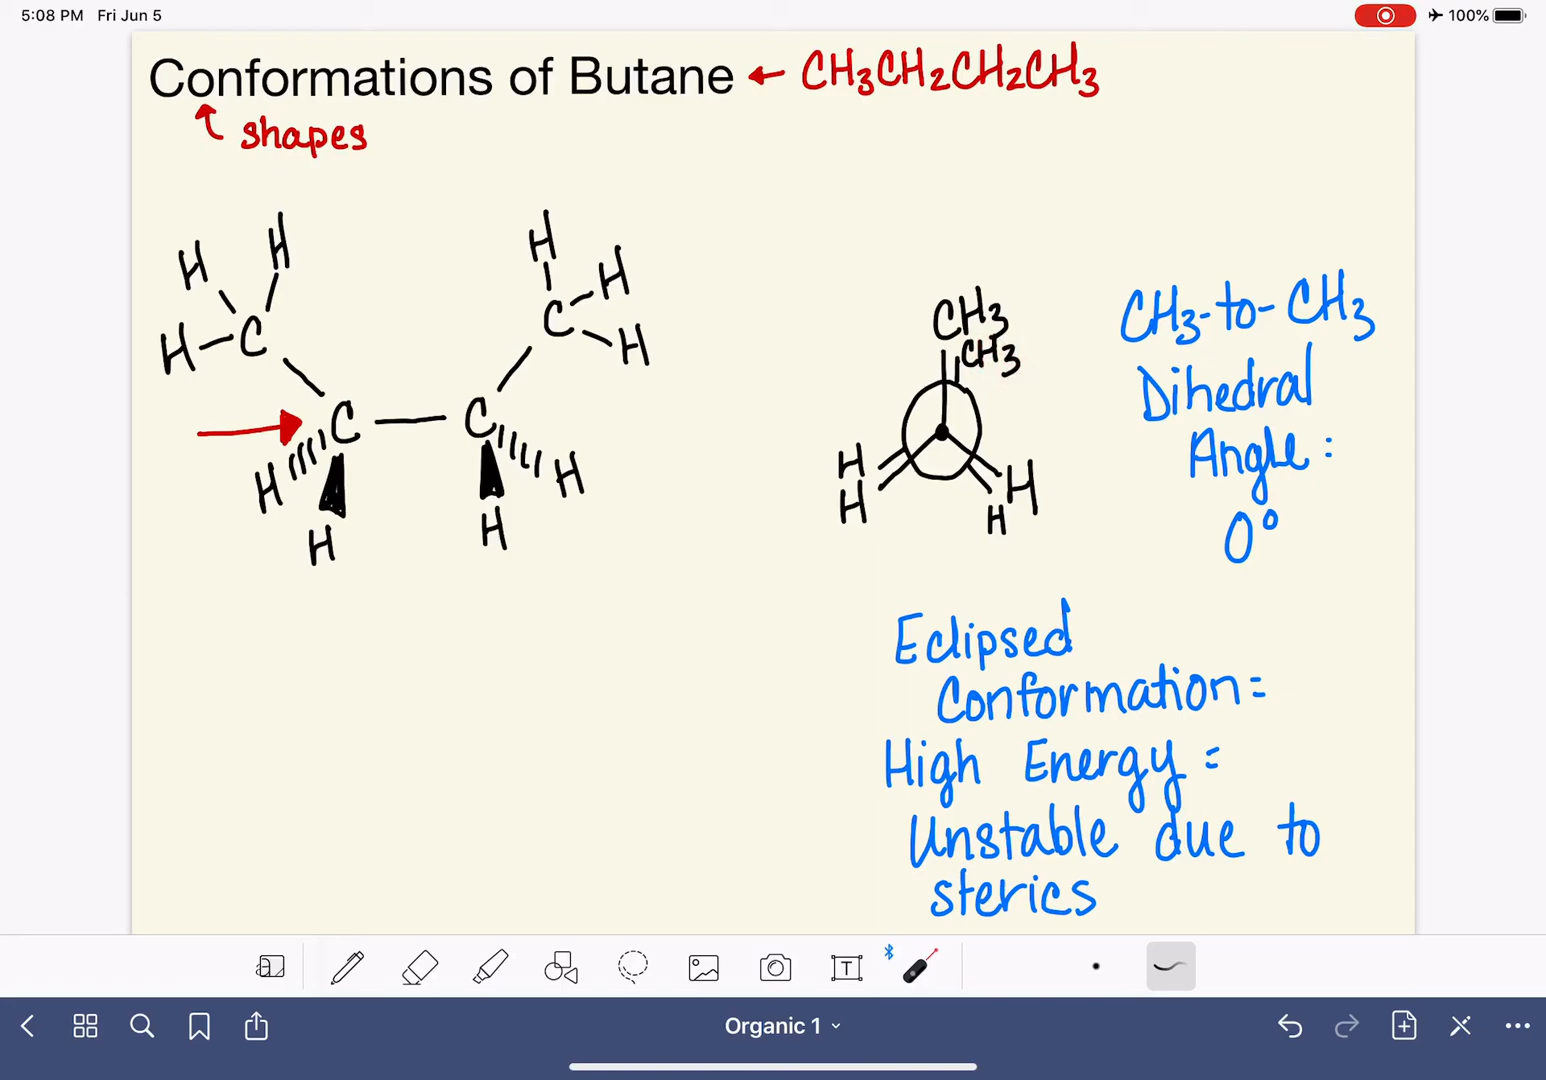 5:08 PM Fri Jun 5
100%
Conformations of Butane ← CH3CH2CH2CH3
shapes
H H
H C
C C
H H
H H
C H
H
H
CH3
CH3
H
H
H
H
CH3-to-CH3
Dihedral
Angle:
0°
Eclipsed
Conformation=
High Energy =
Unstable due to
sterics
T
Organic 1